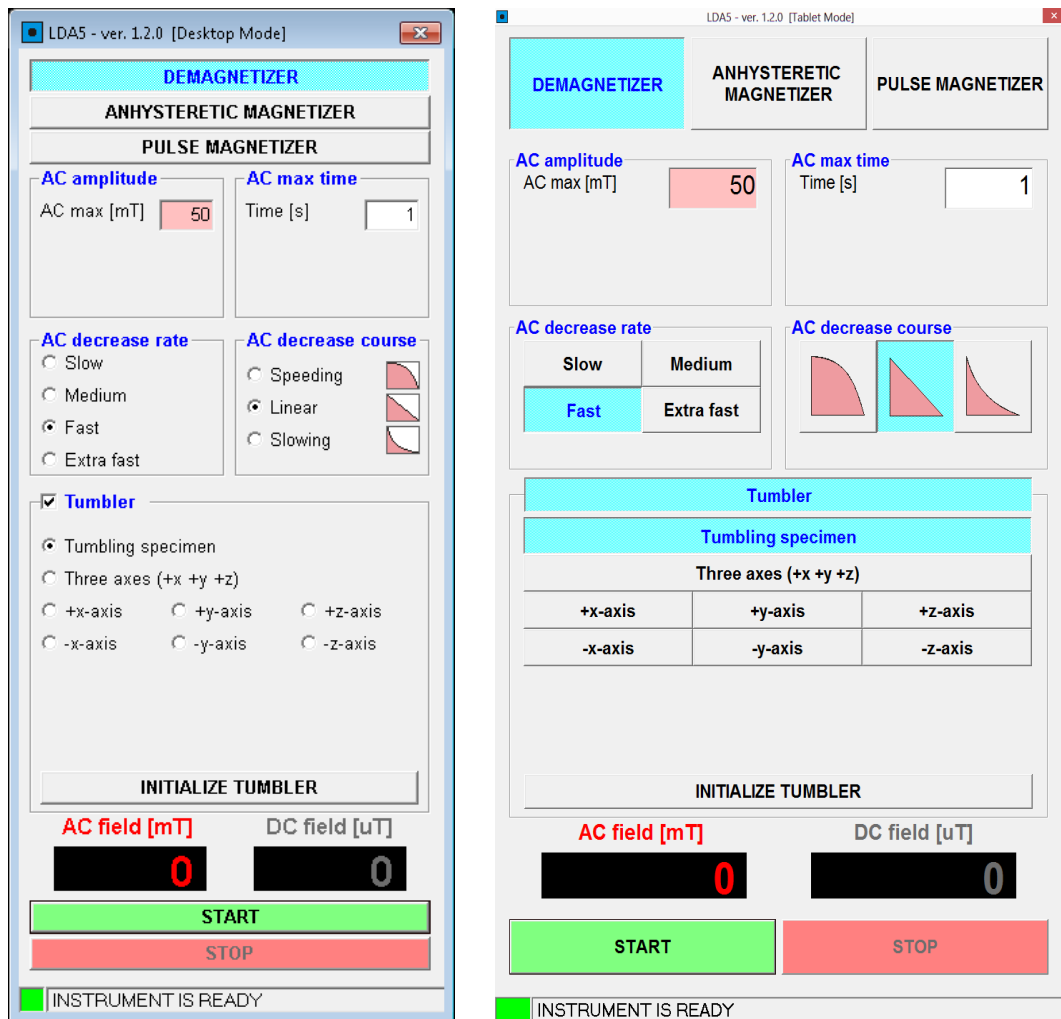 LDA5 - ver. 1.2.0 [Desktop Mode]
DEMAGNETIZER
ANHYSTERETIC MAGNETIZER
PULSE MAGNETIZER
AC amplitude AC max time
AC max [mT] 50 Time [s] 1
AC decrease rate AC decrease course
Slow
Speeding
Medium
Linear
Fast
Slowing
Extra fast
Tumbler
Tumbling specimen
Three axes (+x +y +z)
+x-axis +y-axis +z-axis
-x-axis -y-axis -z-axis
INITIALIZE TUMBLER
AC field [mT] DC field [uT]
0 0
START
STOP
INSTRUMENT IS READY
LDA5 - ver. 1.2.0 [Tablet Mode]
DEMAGNETIZER
ANHYSTERETIC
MAGNETIZER
PULSE MAGNETIZER
AC amplitude AC max time
AC max [mT] 50 Time [s] 1
AC decrease rate AC decrease course
Slow Medium
Fast Extra fast
Tumbler
Tumbling specimen
Three axes (+x +y +z)
+x-axis +y-axis +z-axis
-x-axis -y-axis -z-axis
INITIALIZE TUMBLER
AC field [mT] DC field [uT]
0 0
START STOP
INSTRUMENT IS READY